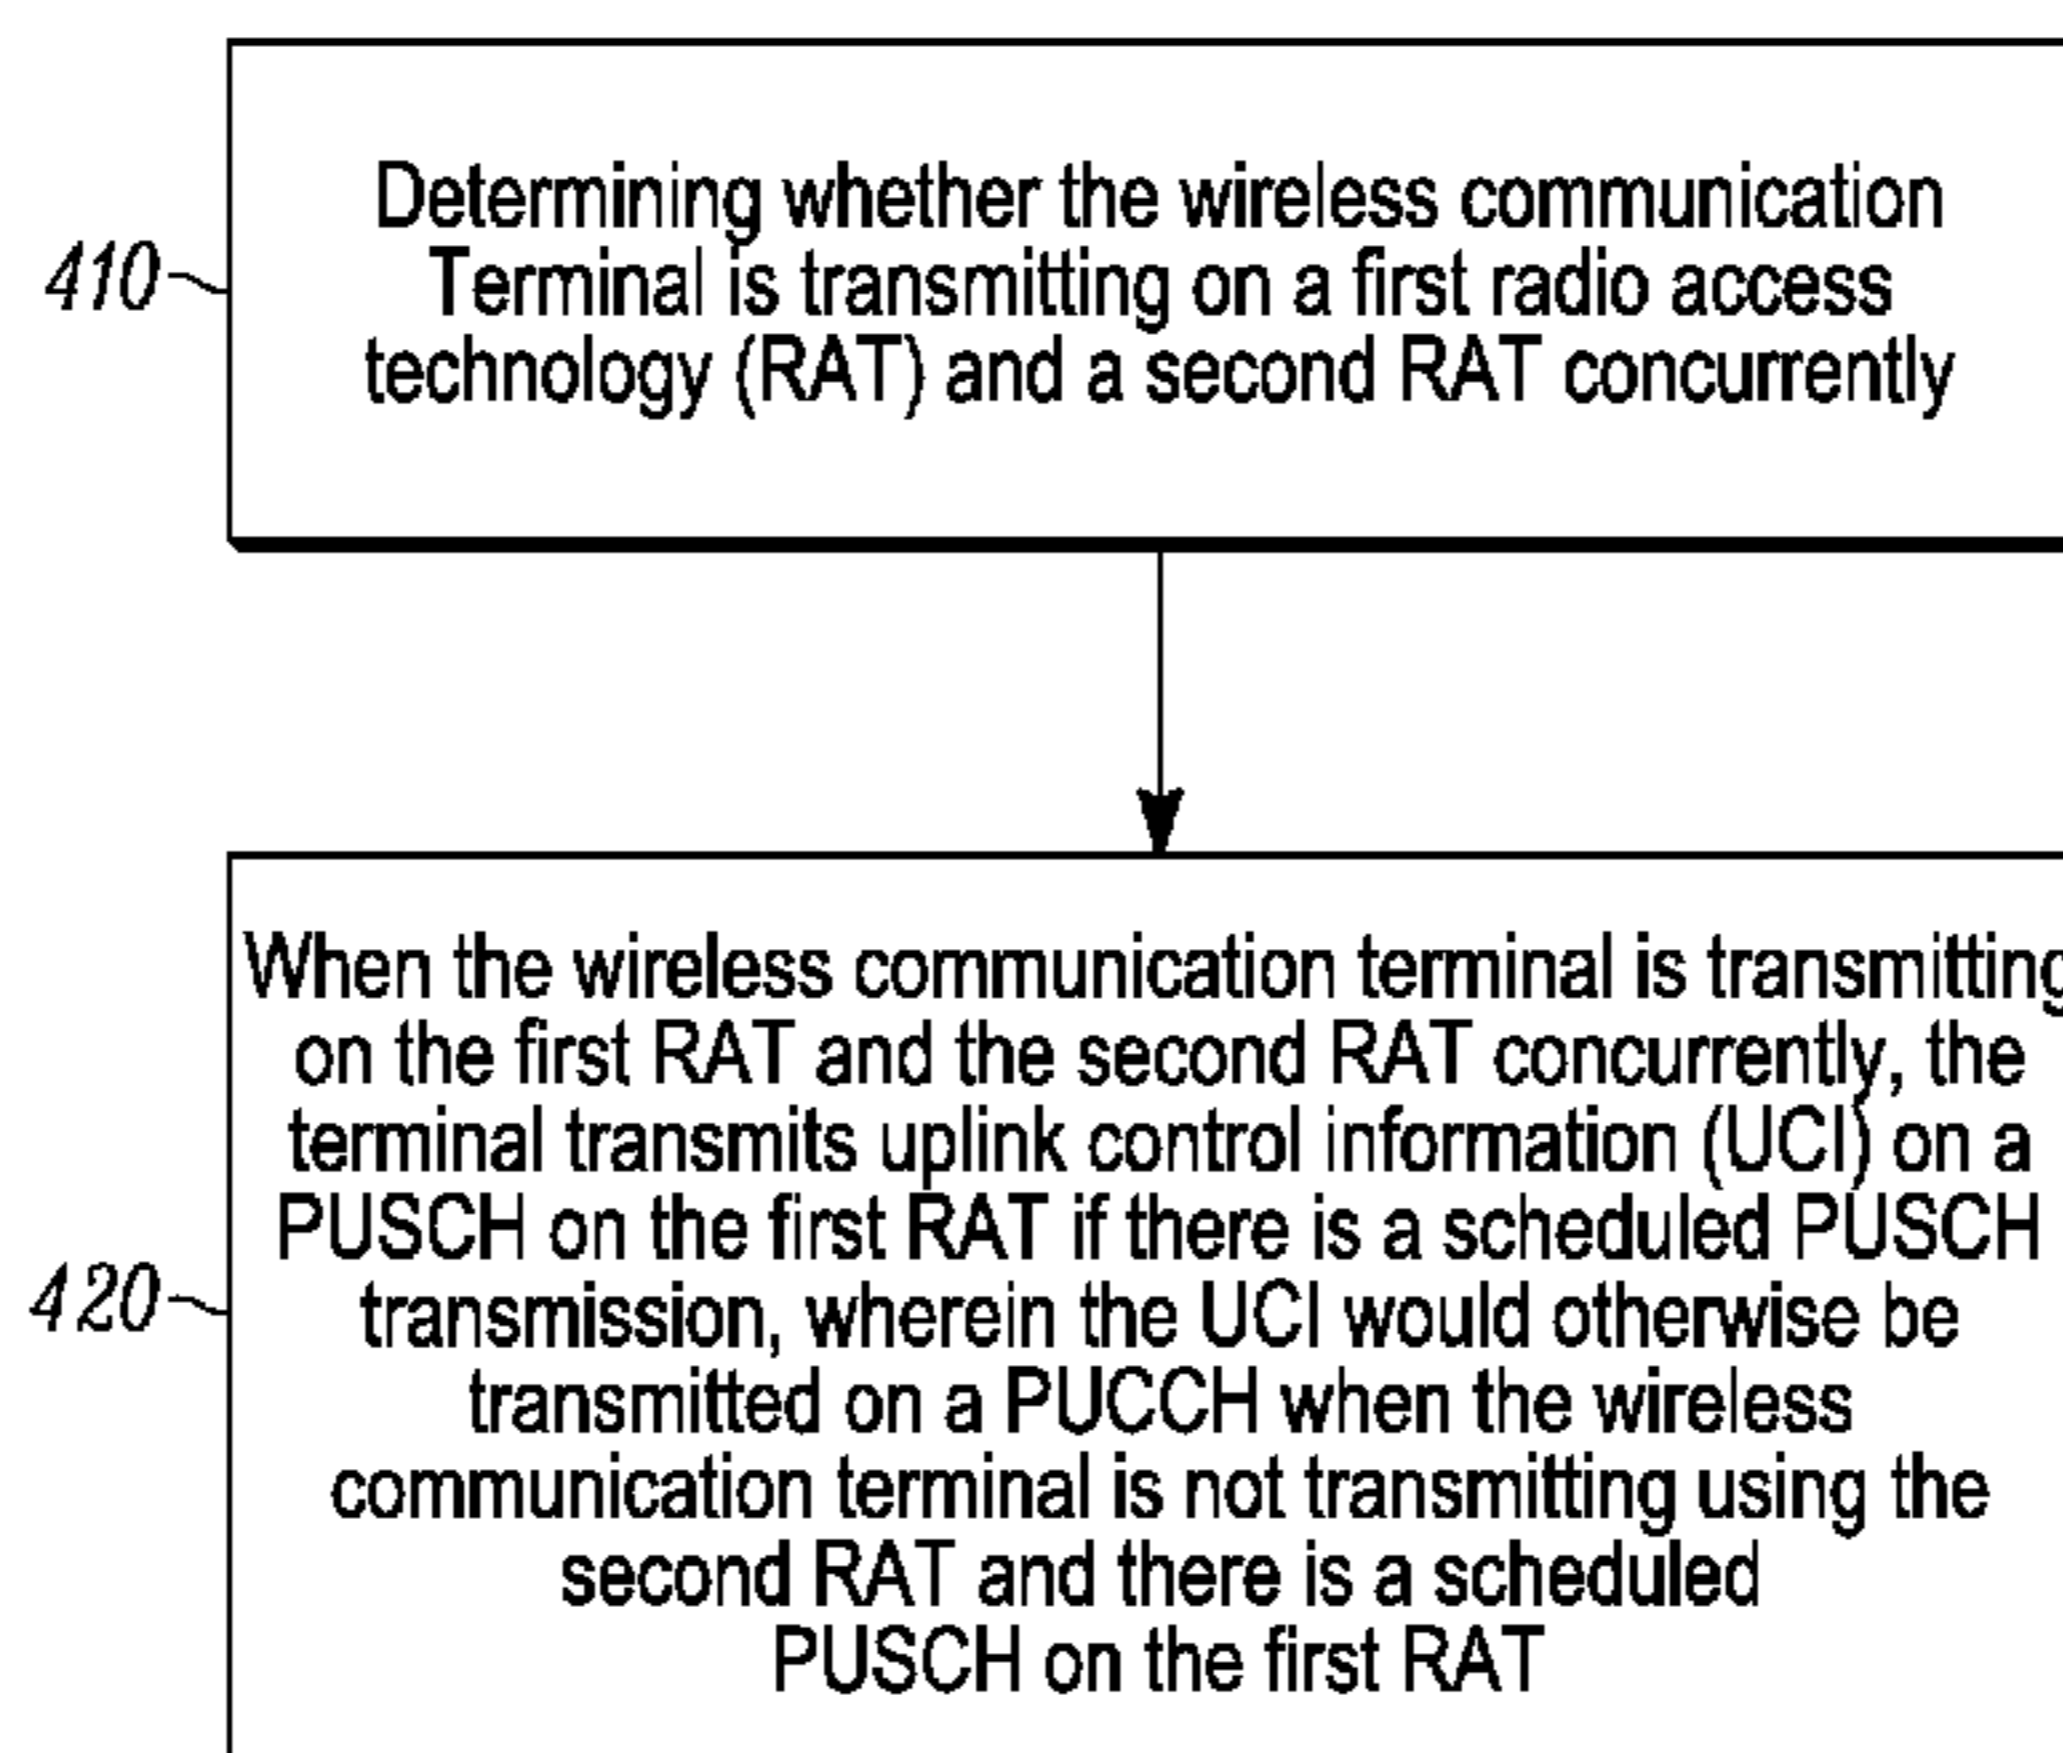 Determining whether the wireless communication
Terminal is transmitting on a first radio access
technology (RAT) and a second RAT concurrently
410
When the wireless communication terminal is transmitting
on the first RAT and the second RAT concurrently, the
terminal transmits uplink control information (UCI) on a
PUSCH on the first RAT if there is a scheduled PUSCH
transmission, wherein the UCI would otherwise be
transmitted on a PUCCH when the wireless
communication terminal is not transmitting using the
second RAT and there is a scheduled
PUSCH on the first RAT
420